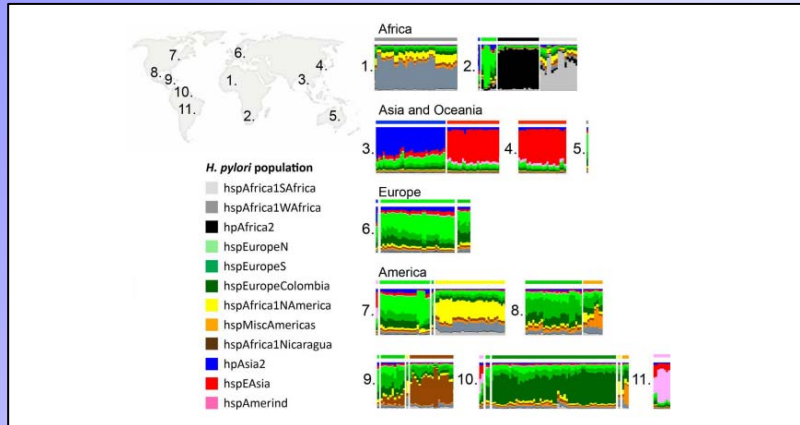 Africa
1.
2.
Asia and Oceania
3.
4.
5.
Europe
6.
America
7.
8.
9.
10.
11.
7.
6.
8.
9.
4.
1.
3.
10.
11.
2.
5.
H. pylori population
hspAfrica1SAfrica
hspAfrica1WAfrica
hpAfrica2
hspEuropeN
hspEuropeS
hspEuropeColombia
hspAfrica1NAmerica
hspMiscAmericas
hspAfrica1Nicaragua
hpAsia2
hspEAsia
hspAmerind